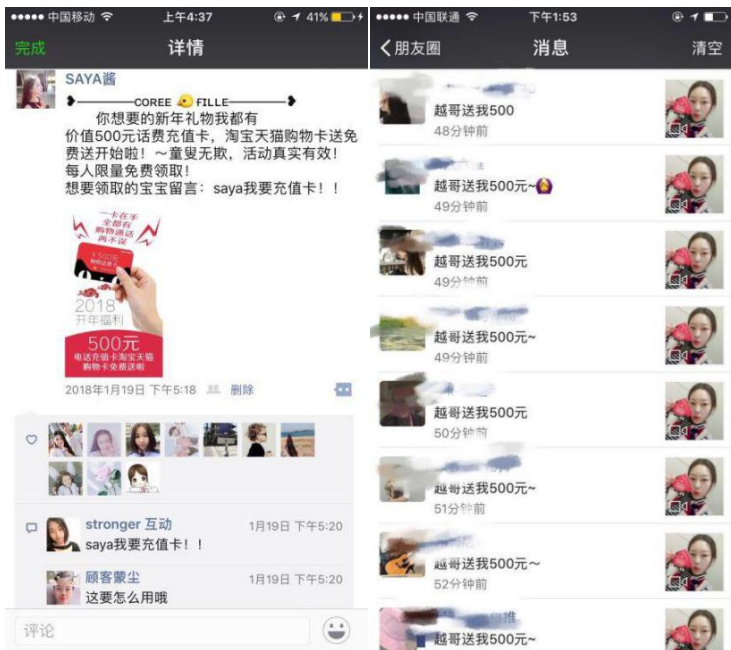 中国移动
上午4:37
41%
完成
详情
SAYA酱
COREE FILLE
你想要的新年礼物我都有
价值500元话费充值卡，淘宝天猫购物卡送免
费送开始啦！～童叟无欺，活动真实有效！
每人限量免费领取！
想要领取的宝宝留言：saya我要充值卡！！
一卡在手
全都有
购物通话
两不误
￥500元
2018
开年福利
500元
电话充值卡淘宝天猫
购物卡免费送啦
2018年1月19日 下午5:18
删除
stronger 互动
1月19日 下午5:20
saya我要充值卡！！
顾客蒙尘
1月19日 下午5:20
这要怎么用哦
评论
中国联通
下午1:53
朋友圈
消息
清空
越哥送我500
48分钟前
越哥送我500元~
49分钟前
越哥送我500元
49分钟前
越哥送我500元~
49分钟前
越哥送我500元
50分钟前
越哥送我500元~
51分钟前
越哥送我500元～
52分钟前
越哥送我500元~